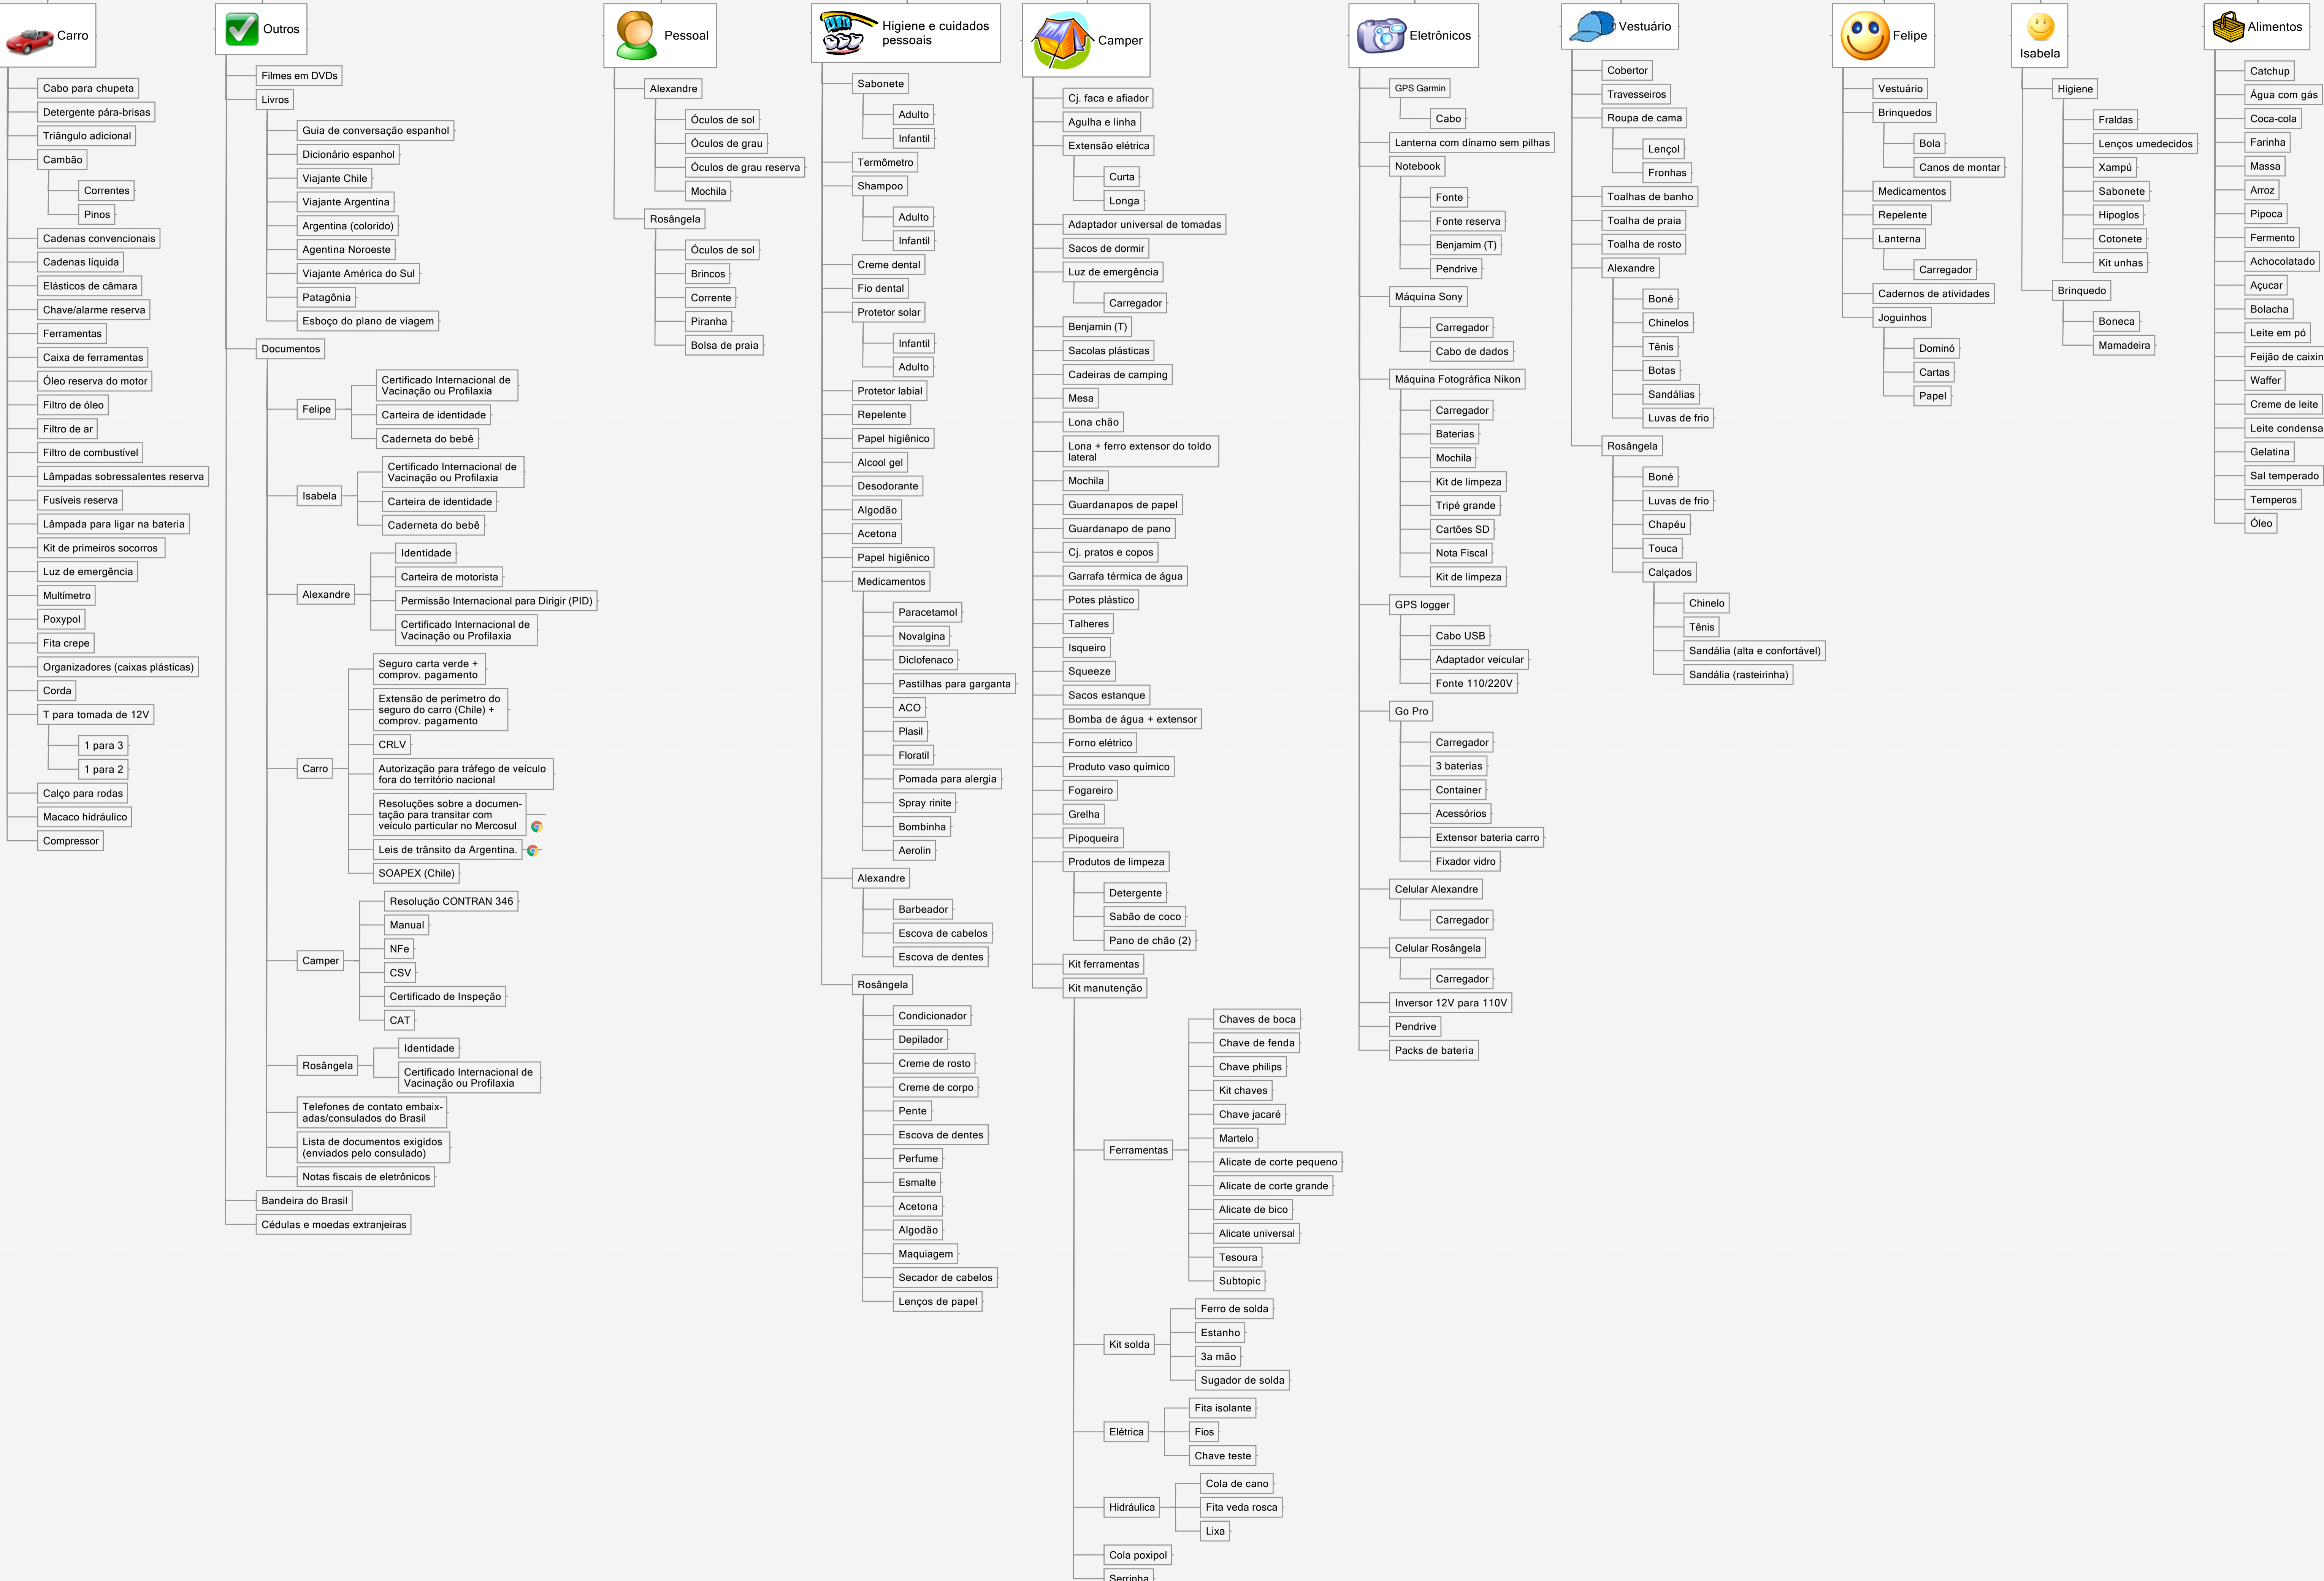 Carro
Cabo para chupeta
Detergente pára-brisas
Triângulo adicional
Cambão
Correntes
Pinos
Cadenas convencionais
Cadenas líquida
Elásticos de câmara
Chave/alarme reserva
Ferramentas
Caixa de ferramentas
Óleo reserva do motor
Filtro de óleo
Filtro de ar
Filtro de combustível
Lâmpadas sobressalentes reserva
Fusíveis reserva
Lâmpada para ligar na bateria
Kit de primeiros socorros
Luz de emergência
Multímetro
Poxypol
Fita crepe
Organizadores (caixas plásticas)
Corda
T para tomada de 12V
1 para 3
1 para 2
Calço para rodas
Macaco hidráulico
Compressor
Outros
Filmes em DVDs
Livros
Guia de conversação espanhol
Dicionário espanhol
Viajante Chile
Viajante Argentina
Argentina (colorido)
Agentina Noroeste
Viajante América do Sul
Patagônia
Esboço do plano de viagem
Documentos
Felipe
Certificado Internacional de
Vacinação ou Profilaxia
Carteira de identidade
Caderneta do bebê
Isabela
Certificado Internacional de
Vacinação ou Profilaxia
Carteira de identidade
Caderneta do bebê
Alexandre
Identidade
Carteira de motorista
Permissão Internacional para Dirigir (PID)
Certificado Internacional de
Vacinação ou Profilaxia
Carro
Seguro carta verde +
comprov. pagamento
Extensão de perímetro do
seguro do carro (Chile) +
comprov. pagamento
CRLV
Autorização para tráfego de veículo
fora do território nacional
Resoluções sobre a documen-
tação para transitar com
veículo particular no Mercosul
Leis de trânsito da Argentina.
SOAPEX (Chile)
Camper
Resolução CONTRAN 346
Manual
NFe
CSV
Certificado de Inspeção
CAT
Rosângela
Identidade
Certificado Internacional de
Vacinação ou Profilaxia
Telefones de contato embaix-
adas/consulados do Brasil
Lista de documentos exigidos
(enviados pelo consulado)
Notas fiscais de eletrônicos
Bandeira do Brasil
Cédulas e moedas extranjeiras
Pessoal
Alexandre
Óculos de sol
Óculos de grau
Óculos de grau reserva
Mochila
Rosângela
Óculos de sol
Brincos
Corrente
Piranha
Bolsa de praia
Higiene e cuidados
pessoais
Sabonete
Adulto
Infantil
Termômetro
Shampoo
Adulto
Infantil
Creme dental
Fio dental
Protetor solar
Infantil
Adulto
Protetor labial
Repelente
Papel higiênico
Alcool gel
Desodorante
Algodão
Acetona
Papel higiênico
Medicamentos
Paracetamol
Novalgina
Diclofenaco
Pastilhas para garganta
ACO
Plasil
Floratil
Pomada para alergia
Spray rinite
Bombinha
Aerolin
Alexandre
Barbeador
Escova de cabelos
Escova de dentes
Rosângela
Condicionador
Depilador
Creme de rosto
Creme de corpo
Pente
Escova de dentes
Perfume
Esmalte
Acetona
Algodão
Maquiagem
Secador de cabelos
Lenços de papel
Camper
Cj. faca e afiador
Agulha e linha
Extensão elétrica
Curta
Longa
Adaptador universal de tomadas
Sacos de dormir
Luz de emergência
Carregador
Benjamin (T)
Sacolas plásticas
Cadeiras de camping
Mesa
Lona chão
Lona + ferro extensor do toldo
lateral
Mochila
Guardanapos de papel
Guardanapo de pano
Cj. pratos e copos
Garrafa térmica de água
Potes plástico
Talheres
Isqueiro
Squeeze
Sacos estanque
Bomba de água + extensor
Forno elétrico
Produto vaso químico
Fogareiro
Grelha
Pipoqueira
Produtos de limpeza
Detergente
Sabão de coco
Pano de chão (2)
Kit ferramentas
Kit manutenção
Ferramentas
Chaves de boca
Chave de fenda
Chave philips
Kit chaves
Chave jacaré
Martelo
Alicate de corte pequeno
Alicate de corte grande
Alicate de bico
Alicate universal
Tesoura
Subtopic
Kit solda
Ferro de solda
Estanho
3a mão
Sugador de solda
Elétrica
Fita isolante
Fios
Chave teste
Hidráulica
Cola de cano
Fita veda rosca
Lixa
Cola poxipol
Serrinha
Eletrônicos
GPS Garmin
Cabo
Lanterna com dínamo sem pilhas
Notebook
Fonte
Fonte reserva
Benjamim (T)
Pendrive
Máquina Sony
Carregador
Cabo de dados
Máquina Fotográfica Nikon
Carregador
Baterias
Mochila
Kit de limpeza
Tripé grande
Cartões SD
Nota Fiscal
Kit de limpeza
GPS logger
Cabo USB
Adaptador veicular
Fonte 110/220V
Go Pro
Carregador
3 baterias
Container
Acessórios
Extensor bateria carro
Fixador vidro
Celular Alexandre
Carregador
Celular Rosângela
Carregador
Inversor 12V para 110V
Pendrive
Packs de bateria
Vestuário
Cobertor
Travesseiros
Roupa de cama
Lençol
Fronhas
Toalhas de banho
Toalha de praia
Toalha de rosto
Alexandre
Boné
Chinelos
Tênis
Botas
Sandálias
Luvas de frio
Rosângela
Boné
Luvas de frio
Chapéu
Touca
Calçados
Chinelo
Tênis
Sandália (alta e confortável)
Sandália (rasteirinha)
Felipe
Vestuário
Brinquedos
Bola
Canos de montar
Medicamentos
Repelente
Lanterna
Carregador
Cadernos de atividades
Joguinhos
Dominó
Cartas
Papel
Isabela
Higiene
Fraldas
Lenços umedecidos
Xampú
Sabonete
Hipoglos
Cotonete
Kit unhas
Brinquedo
Boneca
Mamadeira
Alimentos
Catchup
Água com gás
Coca-cola
Farinha
Massa
Arroz
Pipoca
Fermento
Achocolatado
Açucar
Bolacha
Leite em pó
Feijão de caixin
Waffer
Creme de leite
Leite condensa
Gelatina
Sal temperado
Temperos
Óleo